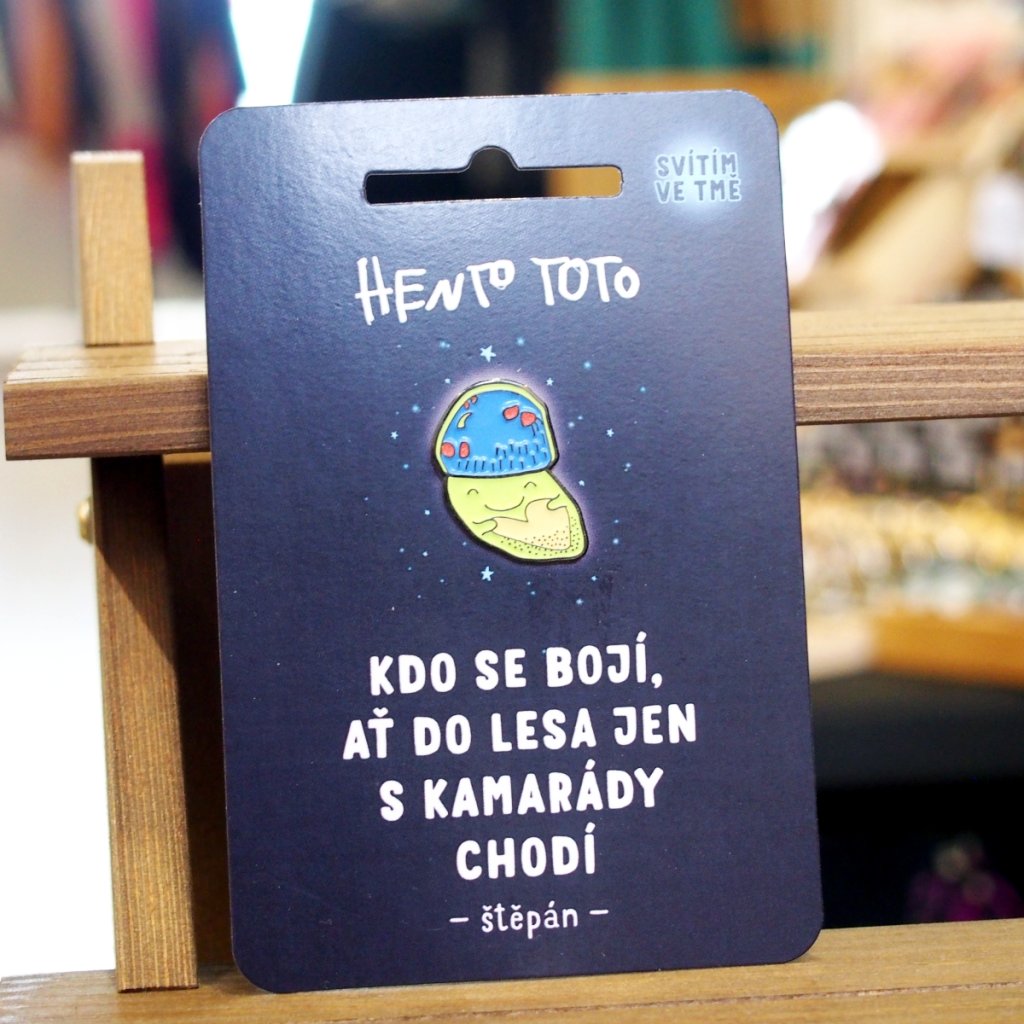 SVÍTÍM
VE TMĚ
HENTO TOTO
KDO SE BOJÍ,
AŤ DO LESA JEN
S KAMARÁDY
CHODÍ
– štěpán –